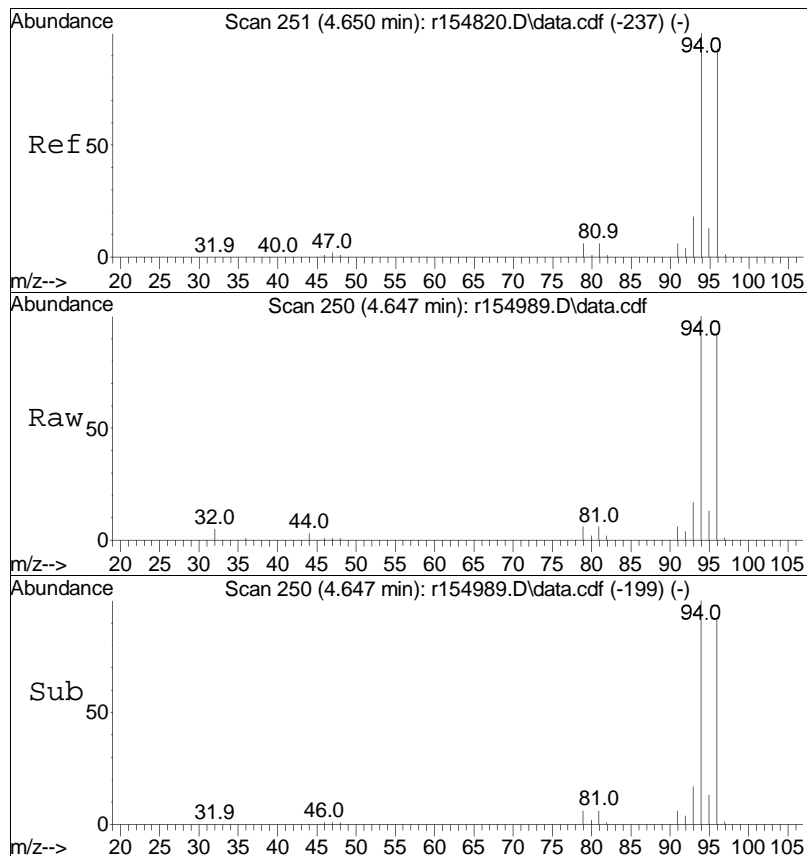 Abundance Scan 251 (4.650 min): r154820.D\data.cdf (-237) (-)
94.0
Ref 50
80.9
31.9 40.0 47.0
0
m/z--> 20 25 30 35 40 45 50 55 60 65 70 75 80 85 90 95 100 105
Abundance Scan 250 (4.647 min): r154989.D\data.cdf
94.0
Raw 50
32.0 44.0 81.0
0
m/z--> 20 25 30 35 40 45 50 55 60 65 70 75 80 85 90 95 100 105
Abundance Scan 250 (4.647 min): r154989.D\data.cdf (-199) (-)
94.0
Sub 50
31.9 46.0 81.0
0
m/z--> 20 25 30 35 40 45 50 55 60 65 70 75 80 85 90 95 100 105